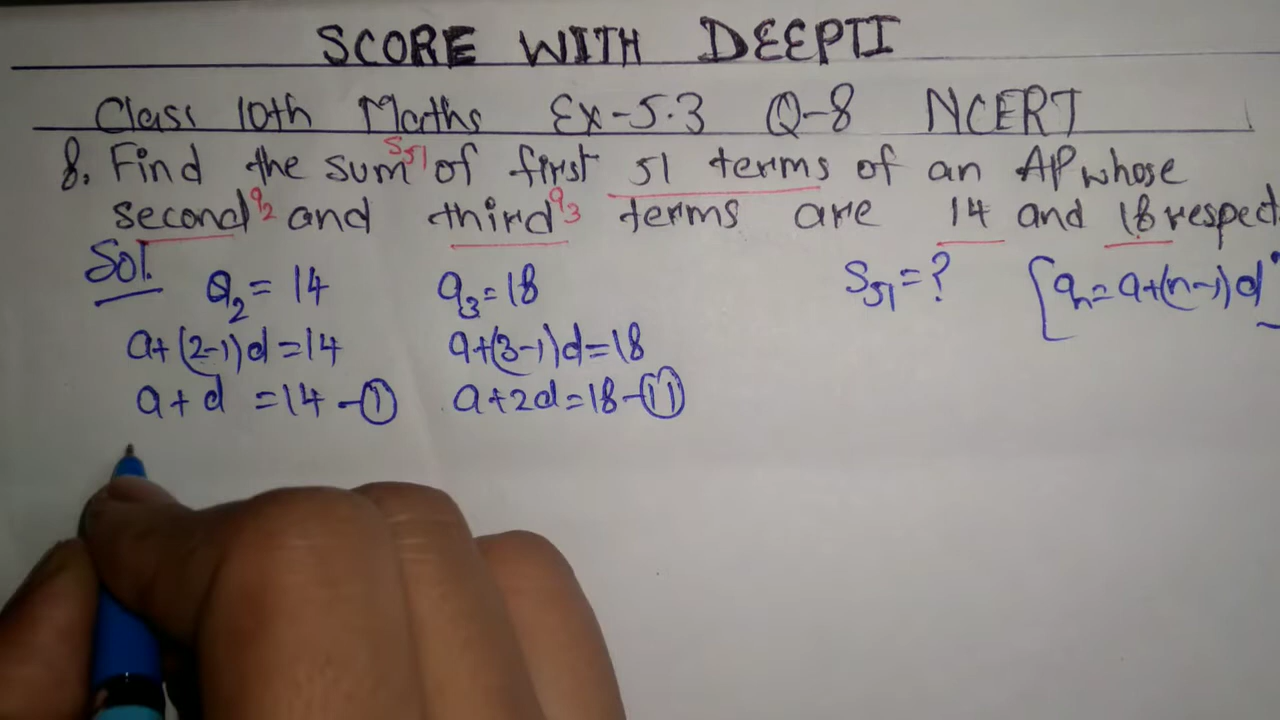 SCORE WITH DEEPTI
Class 10th Maths Ex-5.3 Q-8 NCERT
8. Find the sum S51 of first 51 terms of an AP whose
second a2 and third a3 terms are 14 and 18 respect
Sol. a2 = 14 a3 = 18 S51 = ? [an = a+(n-1)d
a+(2-1)d = 14 a+(3-1)d = 18
a + d = 14 - (1) a + 2d = 18 - (11)